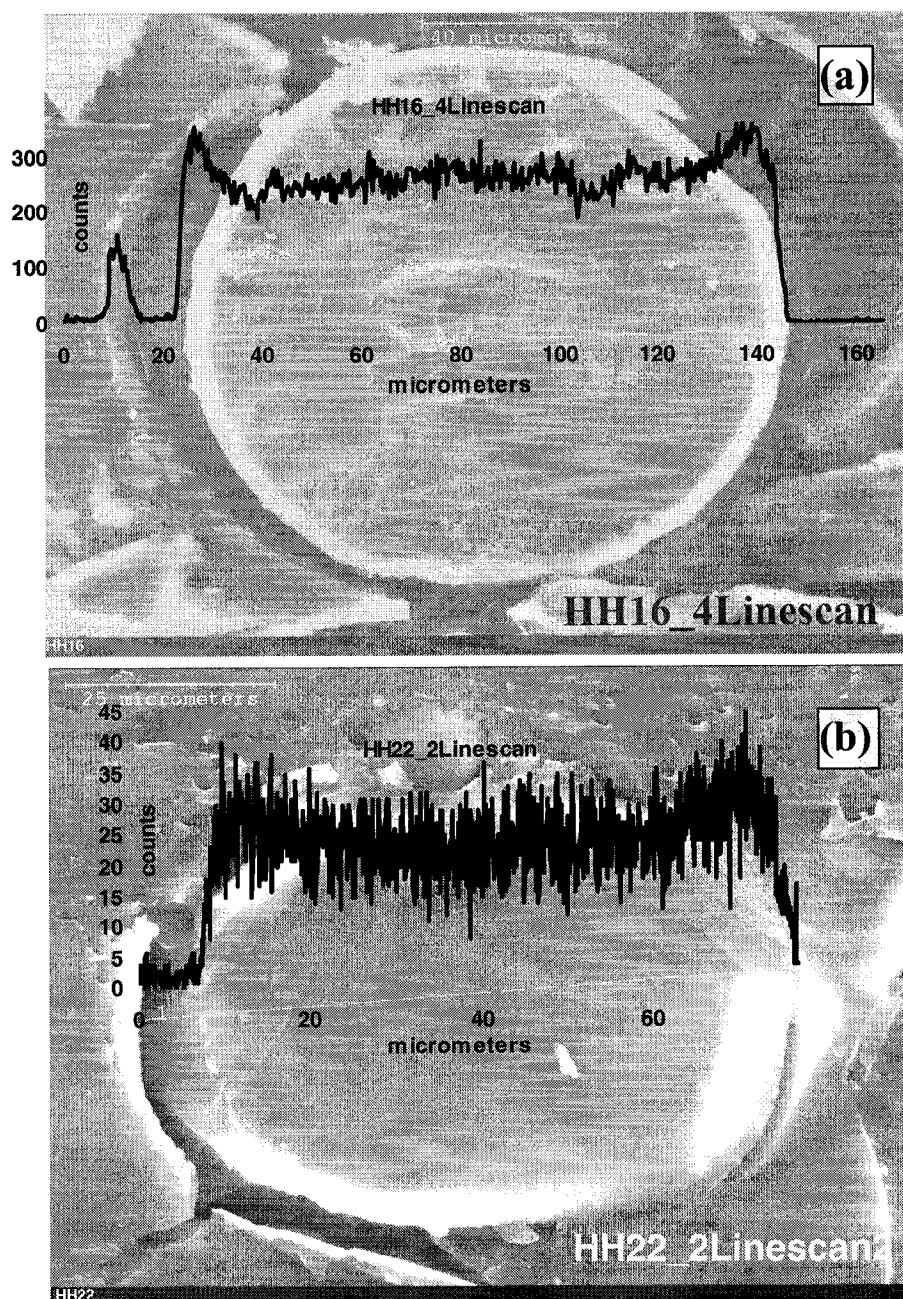 40 micrometers
(a)
HH16_4Linescan
300
200
100
0
counts
0 20 40 60 80 100 120 140 160
micrometers
HH16_4Linescan
HH16
25 micrometers
(b)
HH22_2Linescan
45
40
35
30
25
20
15
10
5
0
counts
0 20 40 60
micrometers
HH22_2Linescan2
HH22